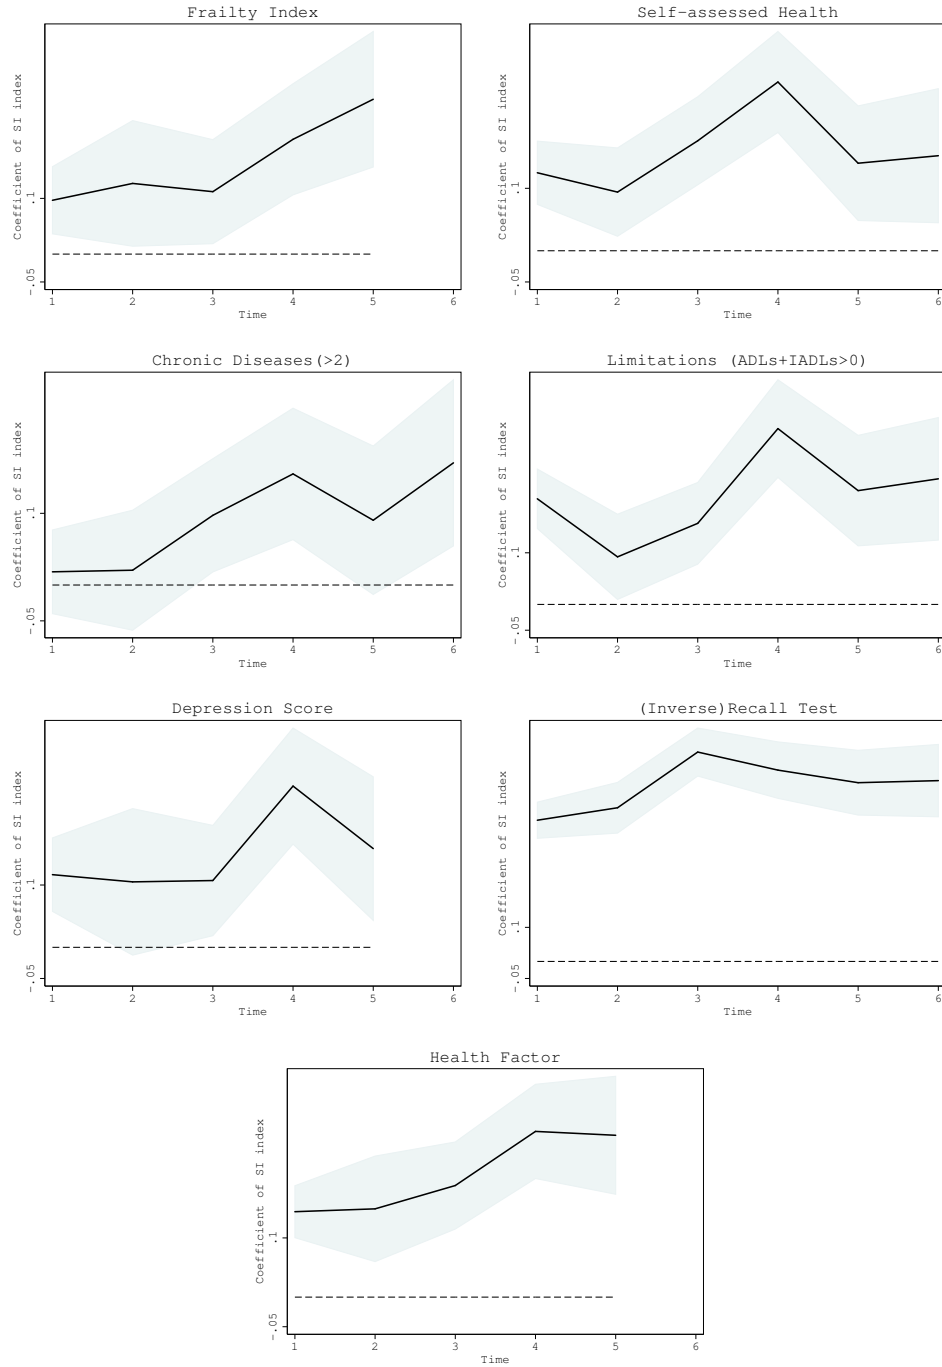 Frailty Index
Coefficient of SI index
.1
-.05
1 2 3 4 5 6
Time
Self-assessed Health
Coefficient of SI index
.1
-.05
1 2 3 4 5 6
Time
Chronic Diseases(>2)
Coefficient of SI index
.1
-.05
1 2 3 4 5 6
Time
Limitations (ADLs+IADLs>0)
Coefficient of SI index
.1
-.05
1 2 3 4 5 6
Time
Depression Score
Coefficient of SI index
.1
-.05
1 2 3 4 5 6
Time
(Inverse)Recall Test
Coefficient of SI index
.1
-.05
1 2 3 4 5 6
Time
Health Factor
Coefficient of SI index
.1
-.05
1 2 3 4 5 6
Time